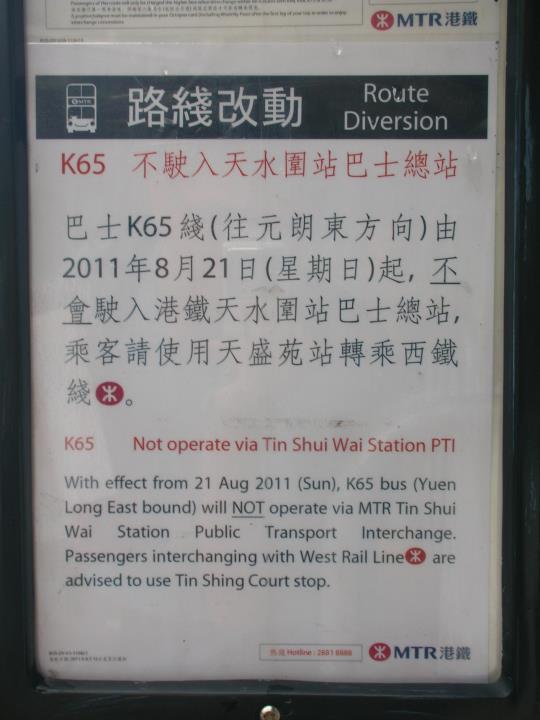 MTR 港鐵
MTR
路綫改動
Route
Diversion
K65 不駛入天水圍站巴士總站
巴士K65綫(往元朗東方向)由
2011年8月21日(星期日)起, 不
會駛入港鐵天水圍站巴士總站,
乘客請使用天盛苑站轉乘西鐵
綫。
K65 Not operate via Tin Shui Wai Station PTI
With effect from 21 Aug 2011 (Sun), K65 bus (Yuen
Long East bound) will NOT operate via MTR Tin Shui
Wai Station Public Transport Interchange.
Passengers interchanging with West Rail Line are
advised to use Tin Shing Court stop.
熱綫 Hotline : 2881 8888
MTR 港鐵